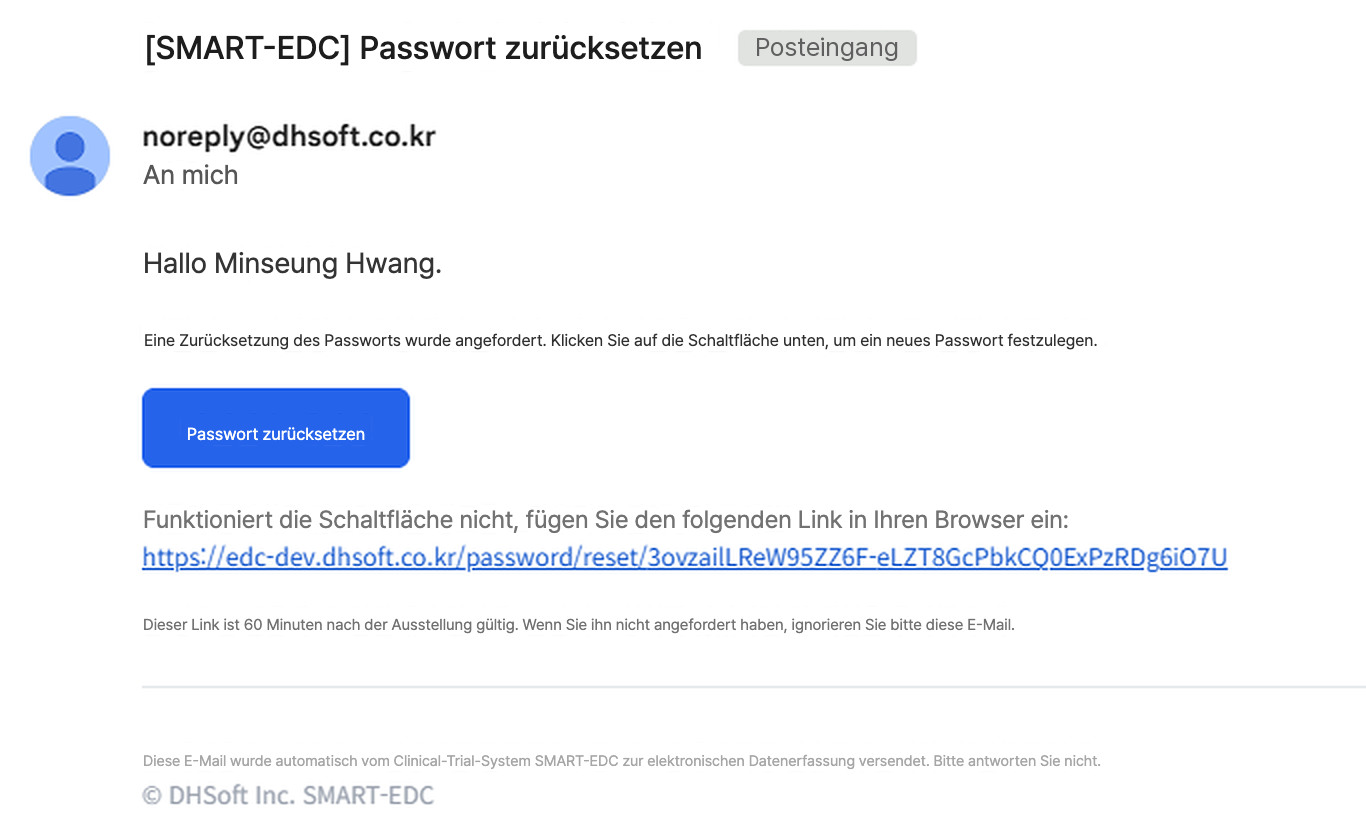 [SMART-EDC] Passwort zurücksetzen Posteingang
noreply@dhsoft.co.kr
An mich
Hallo Minseung Hwang.
Eine Zurücksetzung des Passworts wurde angefordert. Klicken Sie auf die Schaltfläche unten, um ein neues Passwort festzulegen.
Passwort zurücksetzen
Funktioniert die Schaltfläche nicht, fügen Sie den folgenden Link in Ihren Browser ein:
https://edc-dev.dhsoft.co.kr/password/reset/3ovzailLReW95ZZ6F-eLZT8GcPbkCQ0ExPzRDg6iO7U
Dieser Link ist 60 Minuten nach der Ausstellung gültig. Wenn Sie ihn nicht angefordert haben, ignorieren Sie bitte diese E-Mail.
Diese E-Mail wurde automatisch vom Clinical-Trial-System SMART-EDC zur elektronischen Datenerfassung versendet. Bitte antworten Sie nicht.
© DHSoft Inc. SMART-EDC